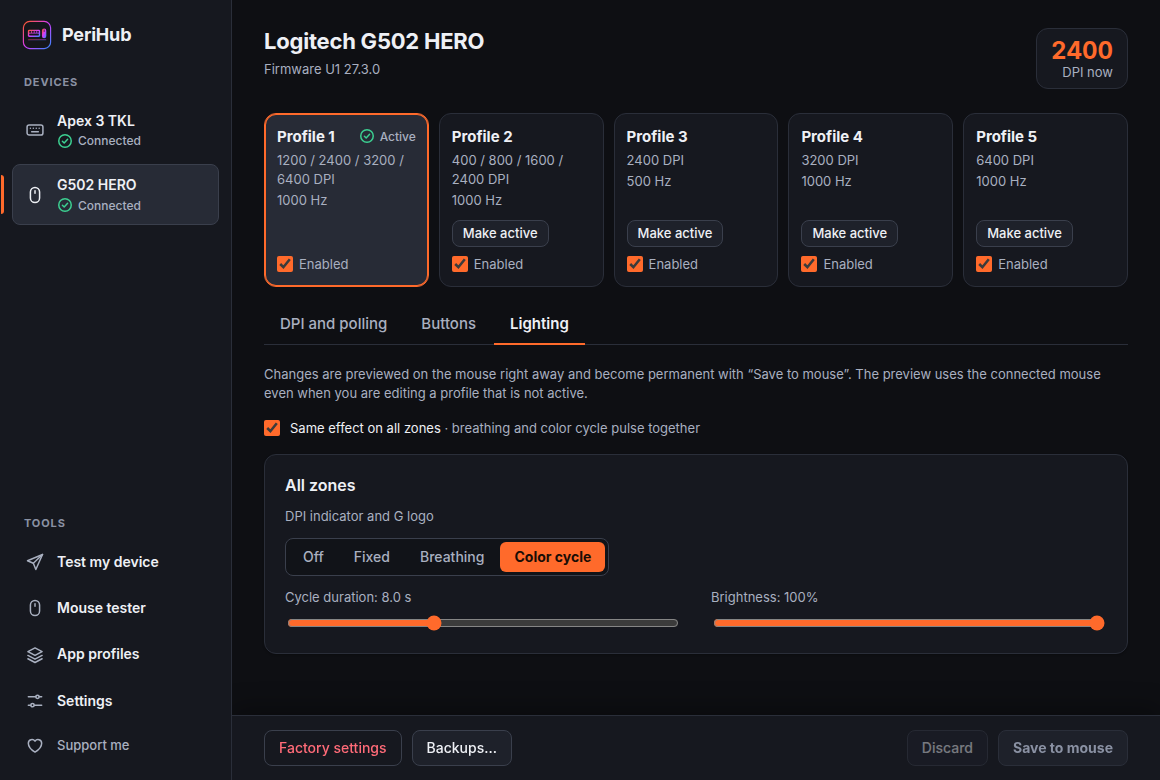 PeriHub
DEVICES
Apex 3 TKL
Connected
G502 HERO
Connected
TOOLS
Test my device
Mouse tester
App profiles
Settings
Support me
Logitech G502 HERO
Firmware U1 27.3.0
2400
DPI now
Profile 1 Active
1200 / 2400 / 3200 /
6400 DPI
1000 Hz
Enabled
Profile 2
400 / 800 / 1600 /
2400 DPI
1000 Hz
Make active
Enabled
Profile 3
2400 DPI
500 Hz
Make active
Enabled
Profile 4
3200 DPI
1000 Hz
Make active
Enabled
Profile 5
6400 DPI
1000 Hz
Make active
Enabled
DPI and polling Buttons Lighting
Changes are previewed on the mouse right away and become permanent with “Save to mouse”. The preview uses the connected mouse
even when you are editing a profile that is not active.
Same effect on all zones · breathing and color cycle pulse together
All zones
DPI indicator and G logo
Off Fixed Breathing Color cycle
Cycle duration: 8.0 s Brightness: 100%
Factory settings Backups... Discard Save to mouse